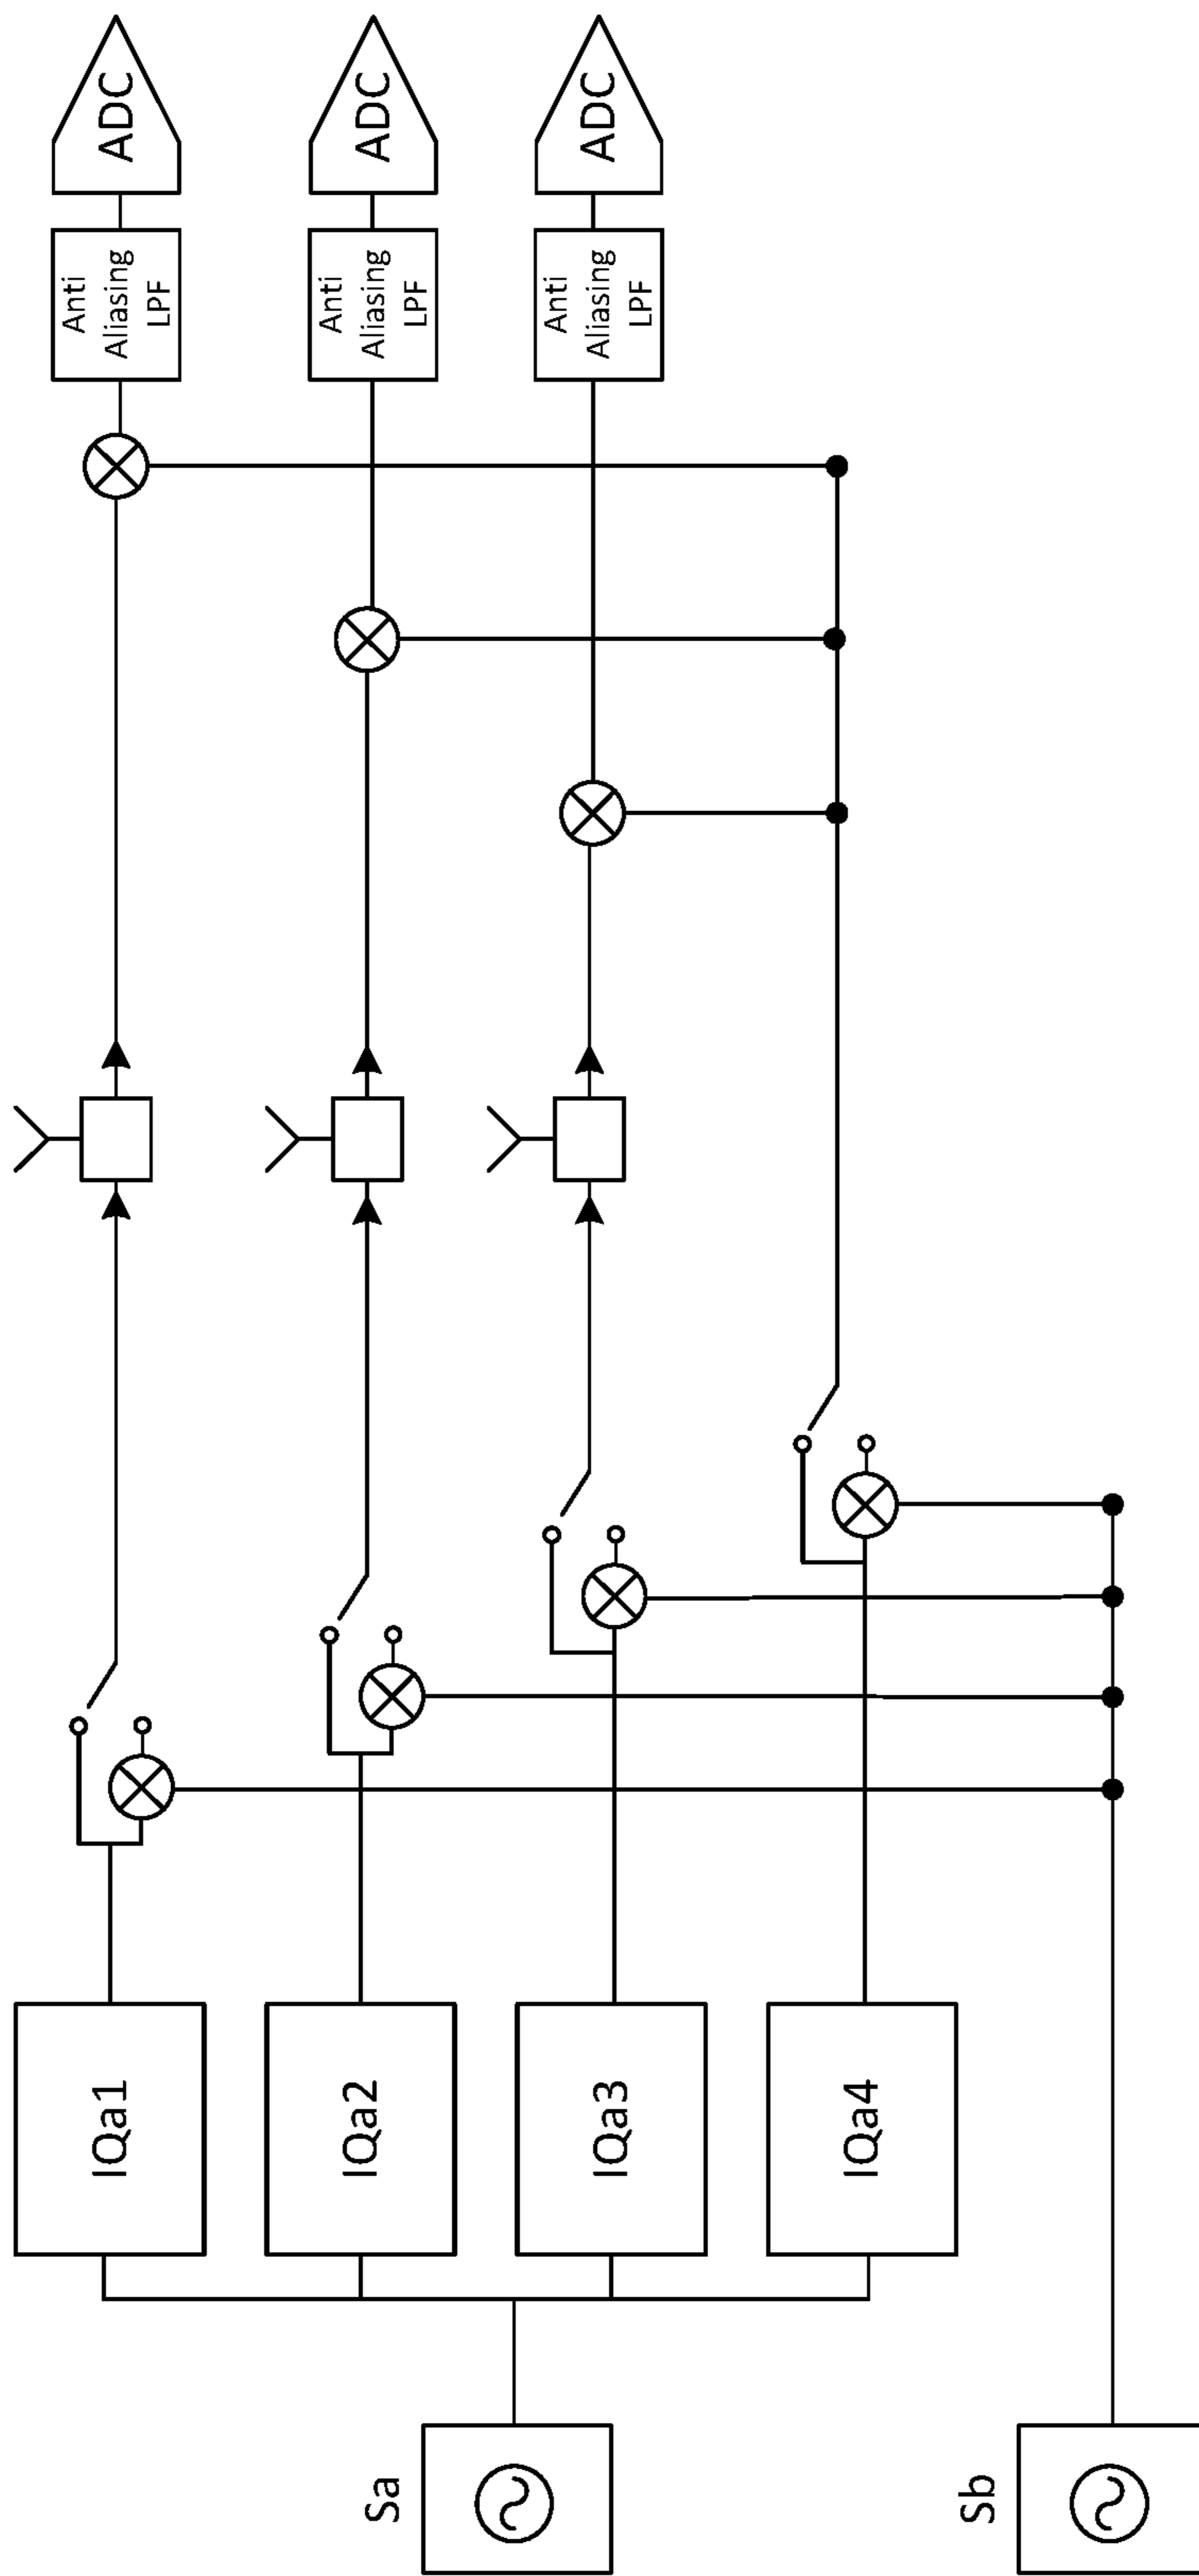 ADC
ADC
ADC
Anti
Aliasing
LPF
Anti
Aliasing
LPF
Anti
Aliasing
LPF
IQa1
IQa2
IQa3
IQa4
Sa
Sb